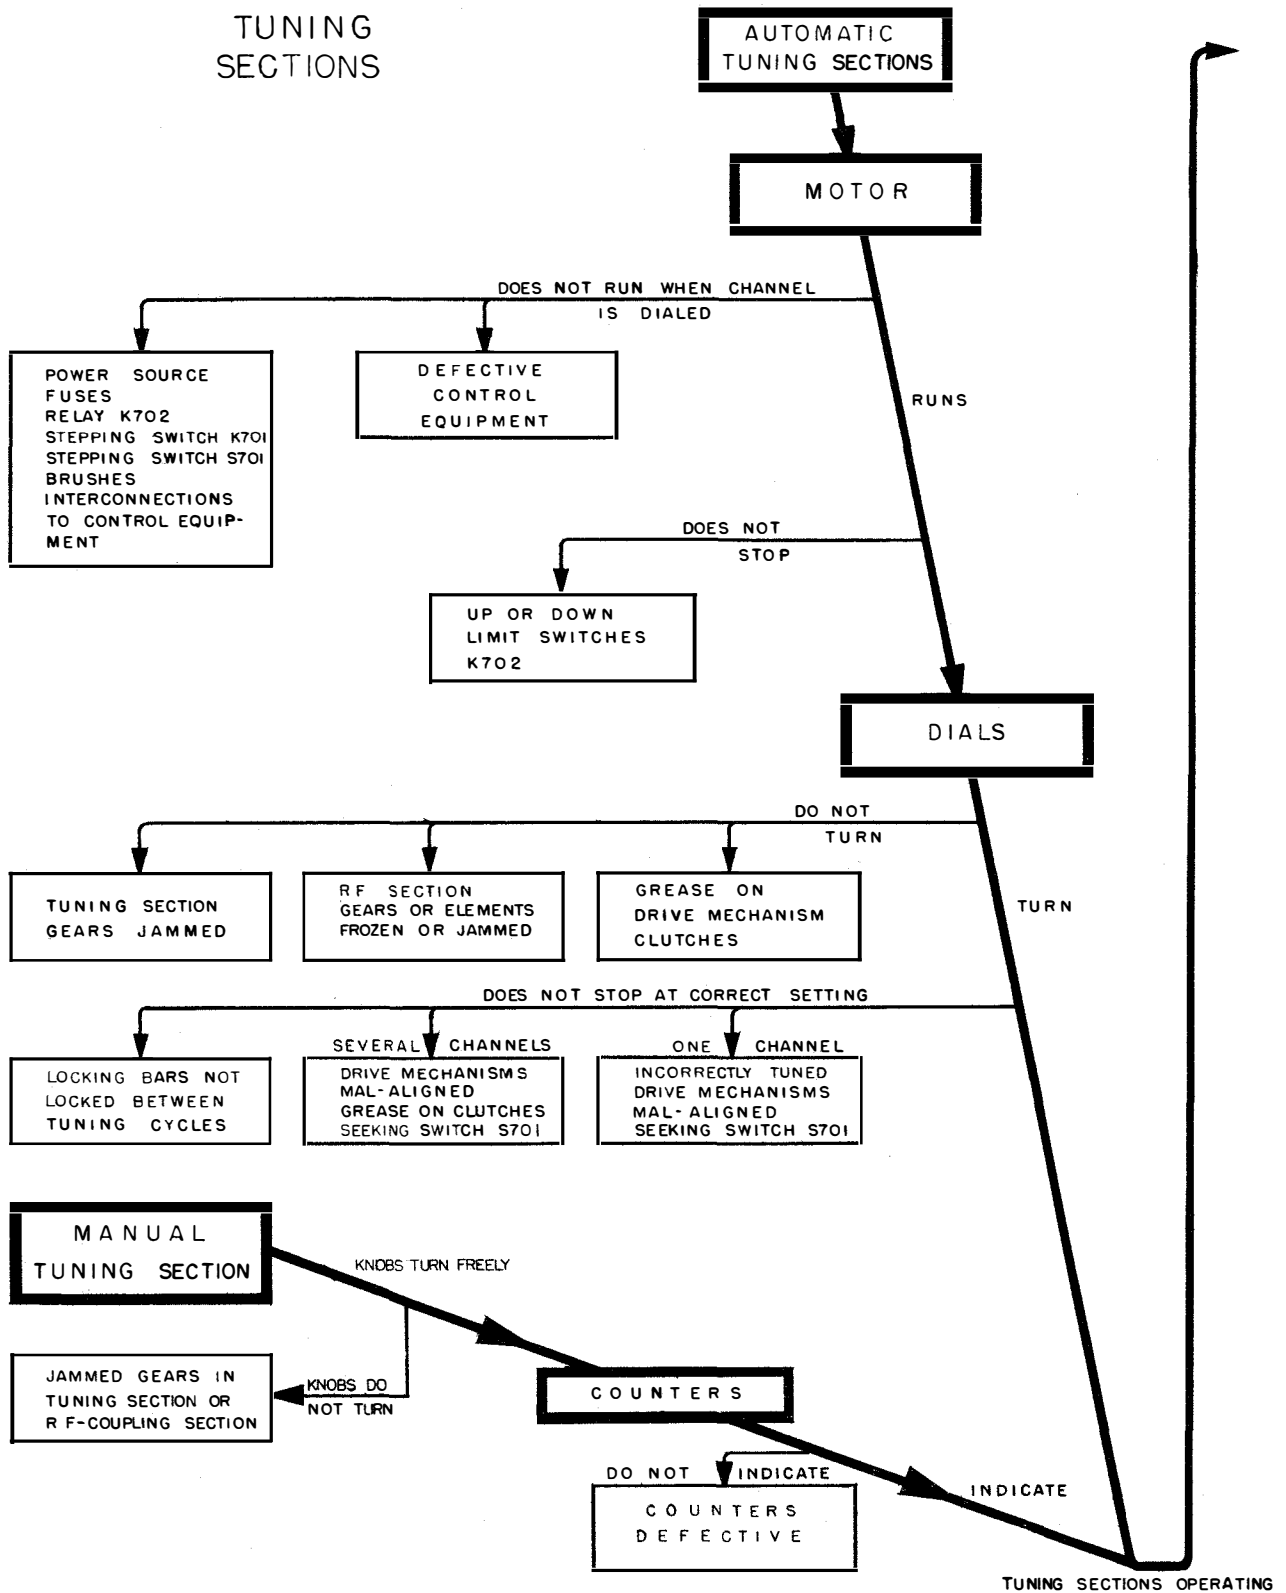 TUNING
SECTIONS
AUTOMATIC
TUNING SECTIONS
MOTOR
DOES NOT RUN WHEN CHANNEL
IS DIALED
POWER SOURCE
FUSES
RELAY K702
STEPPING SWITCH K701
STEPPING SWITCH S701
BRUSHES
INTERCONNECTIONS
TO CONTROL EQUIP-
MENT
DEFECTIVE
CONTROL
EQUIPMENT
RUNS
DOES NOT
STOP
UP OR DOWN
LIMIT SWITCHES
K702
DIALS
DO NOT
TURN
TUNING SECTION
GEARS JAMMED
RF SECTION
GEARS OR ELEMENTS
FROZEN OR JAMMED
GREASE ON
DRIVE MECHANISM
CLUTCHES
TURN
DOES NOT STOP AT CORRECT SETTING
LOCKING BARS NOT
LOCKED BETWEEN
TUNING CYCLES
SEVERAL CHANNELS
DRIVE MECHANISMS
MAL-ALIGNED
GREASE ON CLUTCHES
SEEKING SWITCH S701
ONE CHANNEL
INCORRECTLY TUNED
DRIVE MECHANISMS
MAL-ALIGNED
SEEKING SWITCH S701
MANUAL
TUNING SECTION
KNOBS TURN FREELY
JAMMED GEARS IN
TUNING SECTION OR
RF-COUPLING SECTION
KNOBS DO
NOT TURN
COUNTERS
DO NOT INDICATE
COUNTERS
DEFECTIVE
INDICATE
TUNING SECTIONS OPERATING